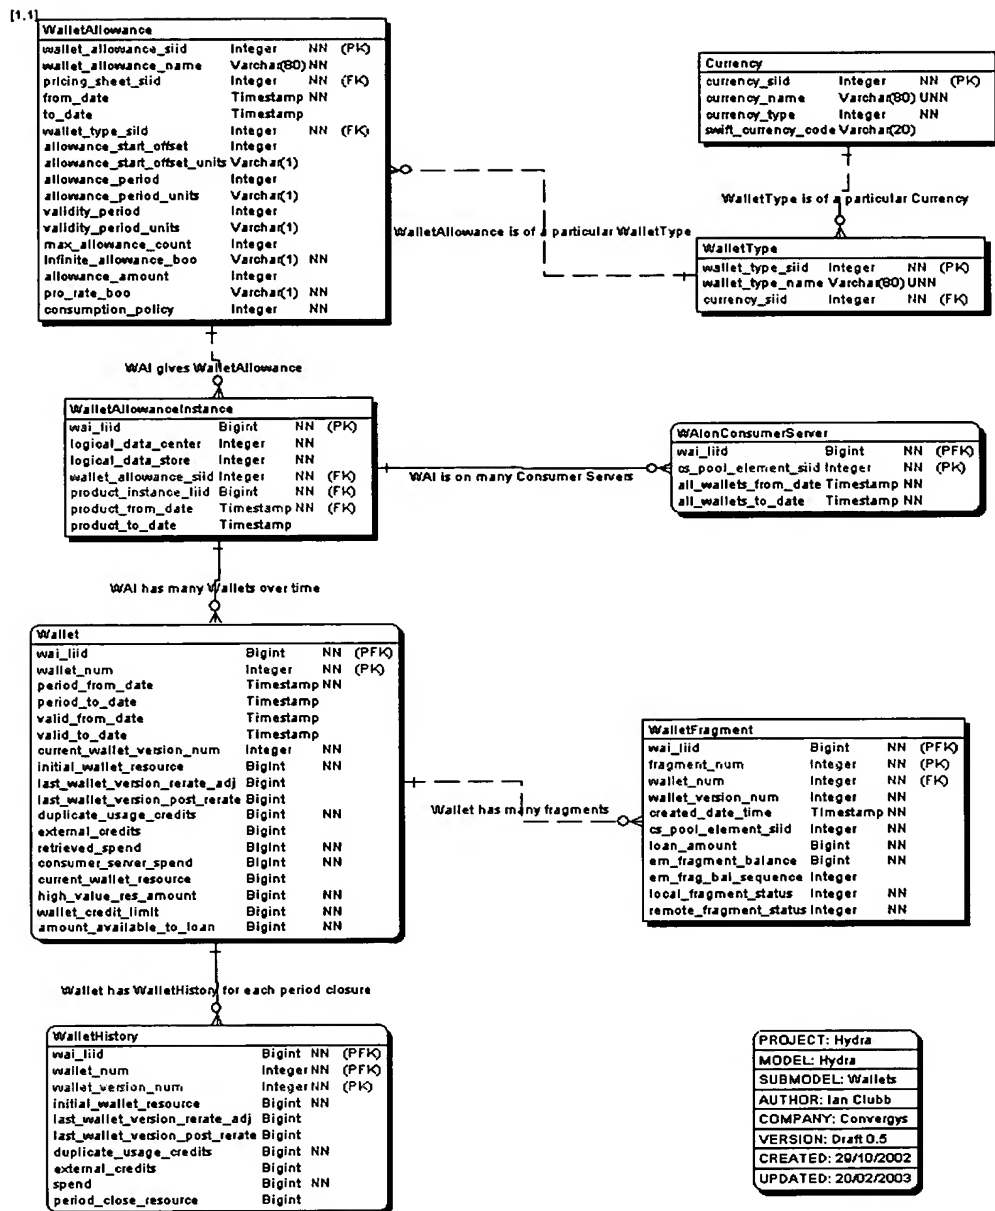 [1,1]
WalletAllowance
wallet_allowance_siid Integer NN (PK)
wallet_allowance_name Varchar(80) NN
pricing_sheet_siid Integer NN (FK)
from_date Timestamp NN
to_date Timestamp
wallet_type_siid Integer NN (FK)
allowance_start_offset Integer
allowance_start_offset_units Varchar(1)
allowance_period Integer
allowance_period_units Varchar(1)
validity_period Integer
validity_period_units Varchar(1)
max_allowance_count Integer
Infinite_allowance_boo Varchar(1) NN
allowance_amount Integer
pro_rate_boo Varchar(1) NN
consumption_policy Integer NN
Currency
currency_siid Integer NN (PK)
currency_name Varchar(80) UNN
currency_type Integer NN
swift_currency_code Varchar(20)
WalletType is of a particular Currency
WalletAllowance is of a particular WalletType
WalletType
wallet_type_siid Integer NN (PK)
wallet_type_name Varchar(80) UNN
currency_siid Integer NN (FK)
WAI gives WalletAllowance
WalletAllowanceInstance
wai_liid Bigint NN (PK)
logical_data_center Integer NN
logical_data_store Integer NN
wallet_allowance_siid Integer NN (FK)
product_instance_liid Bigint NN (FK)
product_from_date Timestamp NN (FK)
product_to_date Timestamp
WAI is on many Consumer Servers
WAIonConsumerServer
wai_liid Bigint NN (PFK)
cs_pool_element_siid Integer NN (PK)
all_wallets_from_date Timestamp NN
all_wallets_to_date Timestamp NN
WAI has many Wallets over time
Wallet
wai_liid Bigint NN (PFK)
wallet_num Integer NN (PK)
period_from_date Timestamp NN
period_to_date Timestamp
valid_from_date Timestamp
valid_to_date Timestamp
current_wallet_version_num Integer NN
initial_wallet_resource Bigint NN
last_wallet_version_rerate_adj Bigint
last_wallet_version_post_rerate Bigint
duplicate_usage_credits Bigint NN
external_credits Bigint
retrieved_spend Bigint NN
consumer_server_spend Bigint NN
current_wallet_resource Bigint
high_value_res_amount Bigint NN
wallet_credit_limit Bigint NN
amount_available_to_loan Bigint NN
Wallet has many fragments
WalletFragment
wai_liid Bigint NN (PFK)
fragment_num Integer NN (PK)
wallet_num Integer NN (FK)
wallet_version_num Integer NN
created_date_time Timestamp NN
cs_pool_element_siid Integer NN
loan_amount Bigint NN
em_fragment_balance Bigint NN
em_frag_bal_sequence Integer
local_fragment_status Integer NN
remote_fragment_status Integer NN
Wallet has WalletHistory for each period closure
WalletHistory
wai_liid Bigint NN (PFK)
wallet_num Integer NN (PFK)
wallet_version_num Integer NN (PK)
initial_wallet_resource Bigint NN
last_wallet_version_rerate_adj Bigint
last_wallet_version_post_rerate Bigint
duplicate_usage_credits Bigint NN
external_credits Bigint
spend Bigint NN
period_close_resource Bigint
PROJECT: Hydra
MODEL: Hydra
SUBMODEL: Wallets
AUTHOR: Ian Clubb
COMPANY: Convergys
VERSION: Draft 0.5
CREATED: 29/10/2002
UPDATED: 20/02/2003